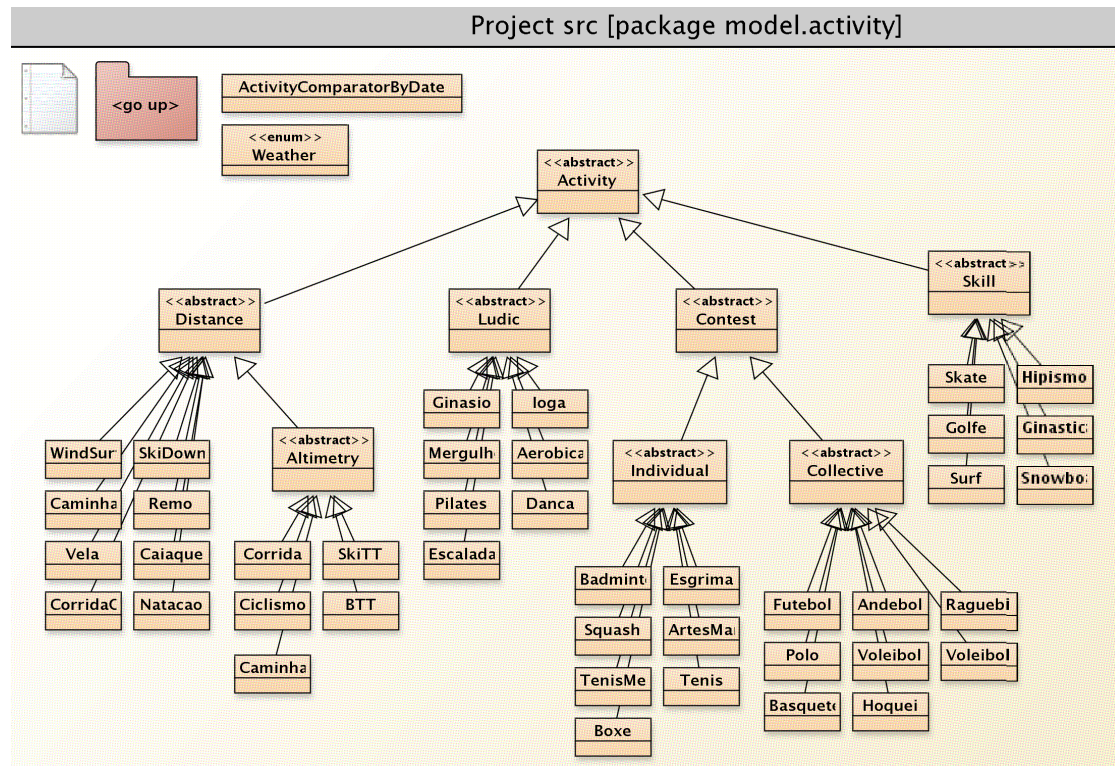 Project src [package model.activity]
<go up>
ActivityComparatorByDate
<<enum>>
Weather
<<abstract>>
Activity
<<abstract>>
Skill
<<abstract>>
Distance
<<abstract>>
Ludic
<<abstract>>
Contest
Skate
Hipismo
Ginasio
Ioga
Golfe
Ginastica
<<abstract>>
Altimetry
WindSur
SkiDown
Mergulh
Aerobica
<<abstract>>
Individual
<<abstract>>
Collective
Surf
Snowbo
Caminha
Remo
Pilates
Danca
Vela
Caiaque
Corrida
SkiTT
Escalada
Badminto
Esgrima
CorridaC
Natacao
Ciclismo
BTT
Futebol
Andebol
Raguebi
Squash
ArtesMa
Polo
Voleibol
Voleibol
Caminha
TenisMe
Tenis
Basquete
Hoquei
Boxe